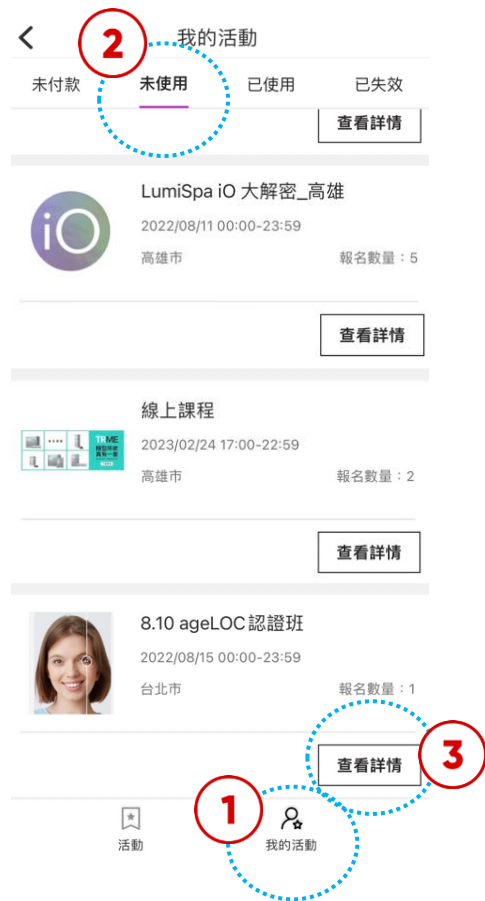 2
我的活動
未付款 未使用 已使用 已失效
查看詳情
iO
LumiSpa iO 大解密_高雄
2022/08/11 00:00-23:59
高雄市 報名數量：5
查看詳情
線上課程
TRME
2023/02/24 17:00-22:59
高雄市 報名數量：2
查看詳情
8.10 ageLOC 認證班
2022/08/15 00:00-23:59
台北市 報名數量：1
查看詳情 3
1
活動 我的活動